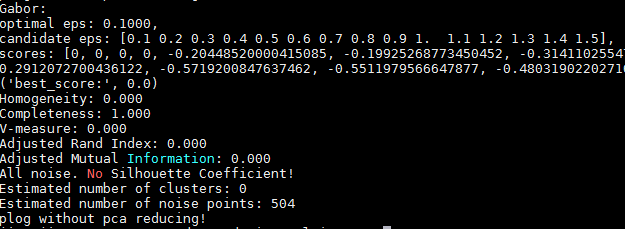 Gabor:
optimal eps: 0.1000,
candidate eps: [0.1 0.2 0.3 0.4 0.5 0.6 0.7 0.8 0.9 1.  1.1 1.2 1.3 1.4 1.5],
scores: [0, 0, 0, 0, -0.20448520000415085, -0.19925268773450452, -0.3141102554
0.2912072700436122, -0.5719200847637462, -0.5511979566647877, -0.4803190220271
('best_score:', 0.0)
Homogeneity: 0.000
Completeness: 1.000
V-measure: 0.000
Adjusted Rand Index: 0.000
Adjusted Mutual Information: 0.000
All noise. No Silhouette Coefficient!
Estimated number of clusters: 0
Estimated number of noise points: 504
plog without pca reducing!